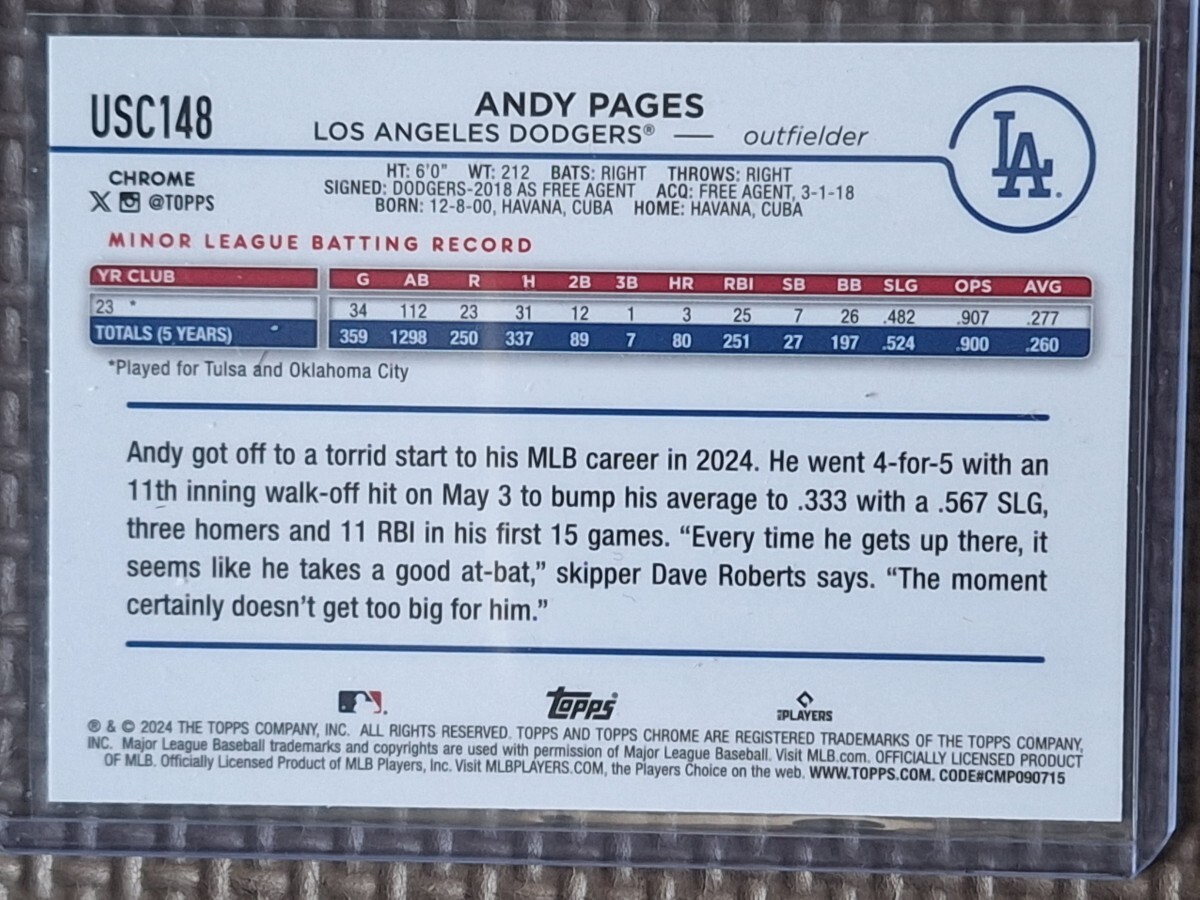 USC148
ANDY PAGES
LOS ANGELES DODGERS® — outfielder
LA
CHROME
@TOPPS
HT: 6'0" WT: 212 BATS: RIGHT THROWS: RIGHT
SIGNED: DODGERS-2018 AS FREE AGENT ACQ: FREE AGENT, 3-1-18
BORN: 12-8-00, HAVANA, CUBA HOME: HAVANA, CUBA
MINOR LEAGUE BATTING RECORD
YR CLUB G AB R H 2B 3B HR RBI SB BB SLG OPS AVG
23 * 34 112 23 31 12 1 3 25 7 26 .482 .907 .277
TOTALS (5 YEARS) 359 1298 250 337 89 7 80 251 27 197 .524 .900 .260
*Played for Tulsa and Oklahoma City
Andy got off to a torrid start to his MLB career in 2024. He went 4-for-5 with an
11th inning walk-off hit on May 3 to bump his average to .333 with a .567 SLG,
three homers and 11 RBI in his first 15 games. “Every time he gets up there, it
seems like he takes a good at-bat,” skipper Dave Roberts says. “The moment
certainly doesn’t get too big for him.”
topps
PLAYERS
® & © 2024 THE TOPPS COMPANY, INC. ALL RIGHTS RESERVED. TOPPS AND TOPPS CHROME ARE REGISTERED TRADEMARKS OF THE TOPPS COMPANY,
INC. Major League Baseball trademarks and copyrights are used with permission of Major League Baseball. Visit MLB.com. OFFICIALLY LICENSED PRODUCT
OF MLB. Officially Licensed Product of MLB Players, Inc. Visit MLBPLAYERS.COM, the Players Choice on the web. WWW.TOPPS.COM. CODE#CMP090715